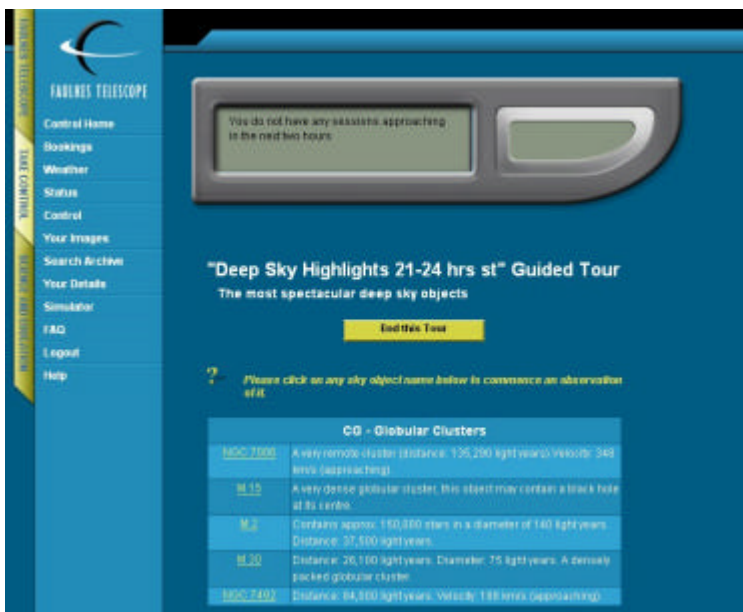 FAULKES TELESCOPE
TAKE CONTROL
FAULKES TELESCOPE
Control Home
Bookings
Weather
Status
Control
Your Images
Search Archive
Your Details
Simulator
FAQ
Logout
Help
You do not have any sessions approaching
in the next two hours
"Deep Sky Highlights 21-24 hrs st" Guided Tour
The most spectacular deep sky objects
End this Tour
Please click on any sky object name below to commence an observation
of it.
CG - Globular Clusters
NGC 7006 A very remote cluster (distance: 135,200 light years) Velocity: 348
km/s (approaching).
M 15 A very dense globular cluster, this object may contain a black hole
at its centre.
M 2 Contains approx. 150,000 stars in a diameter of 140 light years.
Distance: 37,500 light years.
M 30 Distance: 26,100 light years. Diameter: 75 light years. A densely
packed globular cluster.
NGC 7492 Distance: 84,000 light years. Velocity: 188 km/s (approaching).